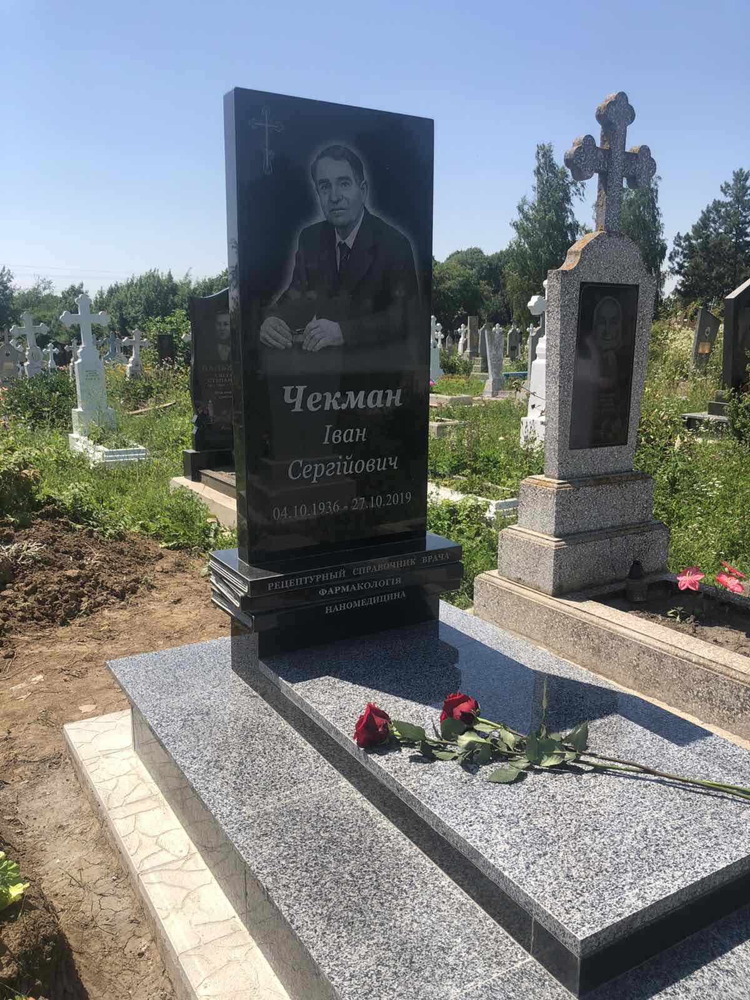 Чекман
Іван
Сергійович
04.10.1936 - 27.10.2019
РЕЦЕПТУРНЫЙ СПРАВОЧНИК ВРАЧА
ФАРМАКОЛОГІЯ
НАНОМЕДИЦИНА